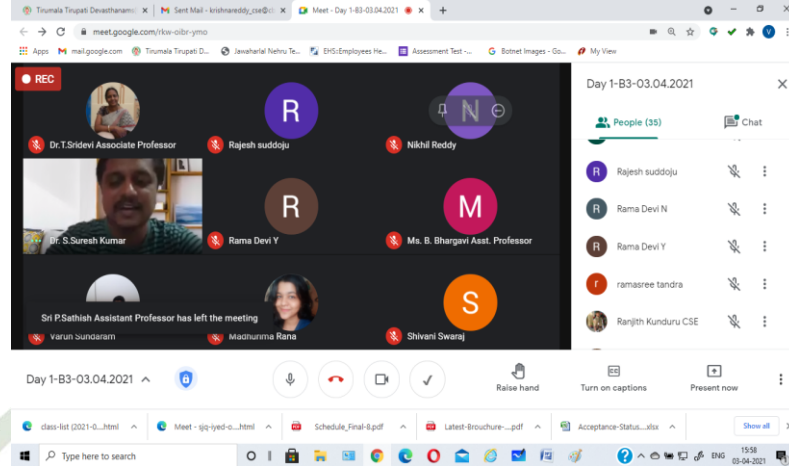 Tirumala Tirupati Devasthanams
Sent Mail - krishnareddy_cse@cb
Meet - Day 1-B3-03.04.2021
meet.google.com/rkw-oibr-ymo
V
Apps
mail.google.com
Tirumala Tirupati D...
Jawaharlal Nehru Te...
EHS:Employees He...
Assessment Test -...
Botnet Images - Go...
My View
REC
Day 1-B3-03.04.2021
R
N
People (35)
Chat
Dr.T.Sridevi Associate Professor
Rajesh suddoju
Nikhil Reddy
R
Rajesh suddoju
R
M
R
Rama Devi N
Dr. S.Suresh Kumar
Rama Devi Y
Ms. B. Bhargavi Asst. Professor
R
Rama Devi Y
S
r
ramasree tandra
Sri P.Sathish Assistant Professor has left the meeting
Ranjith Kunduru CSE
Varun Sundaram
Madhurima Rana
Shivani Swaraj
Day 1-B3-03.04.2021
Raise hand
Turn on captions
Present now
class-list (2021-0....html
Meet - sjq-iyed-o....html
Schedule_Final-8.pdf
Latest-Brouchure-....pdf
Acceptance-Status....xlsx
Show all
Type here to search
ENG
15:58
03-04-2021